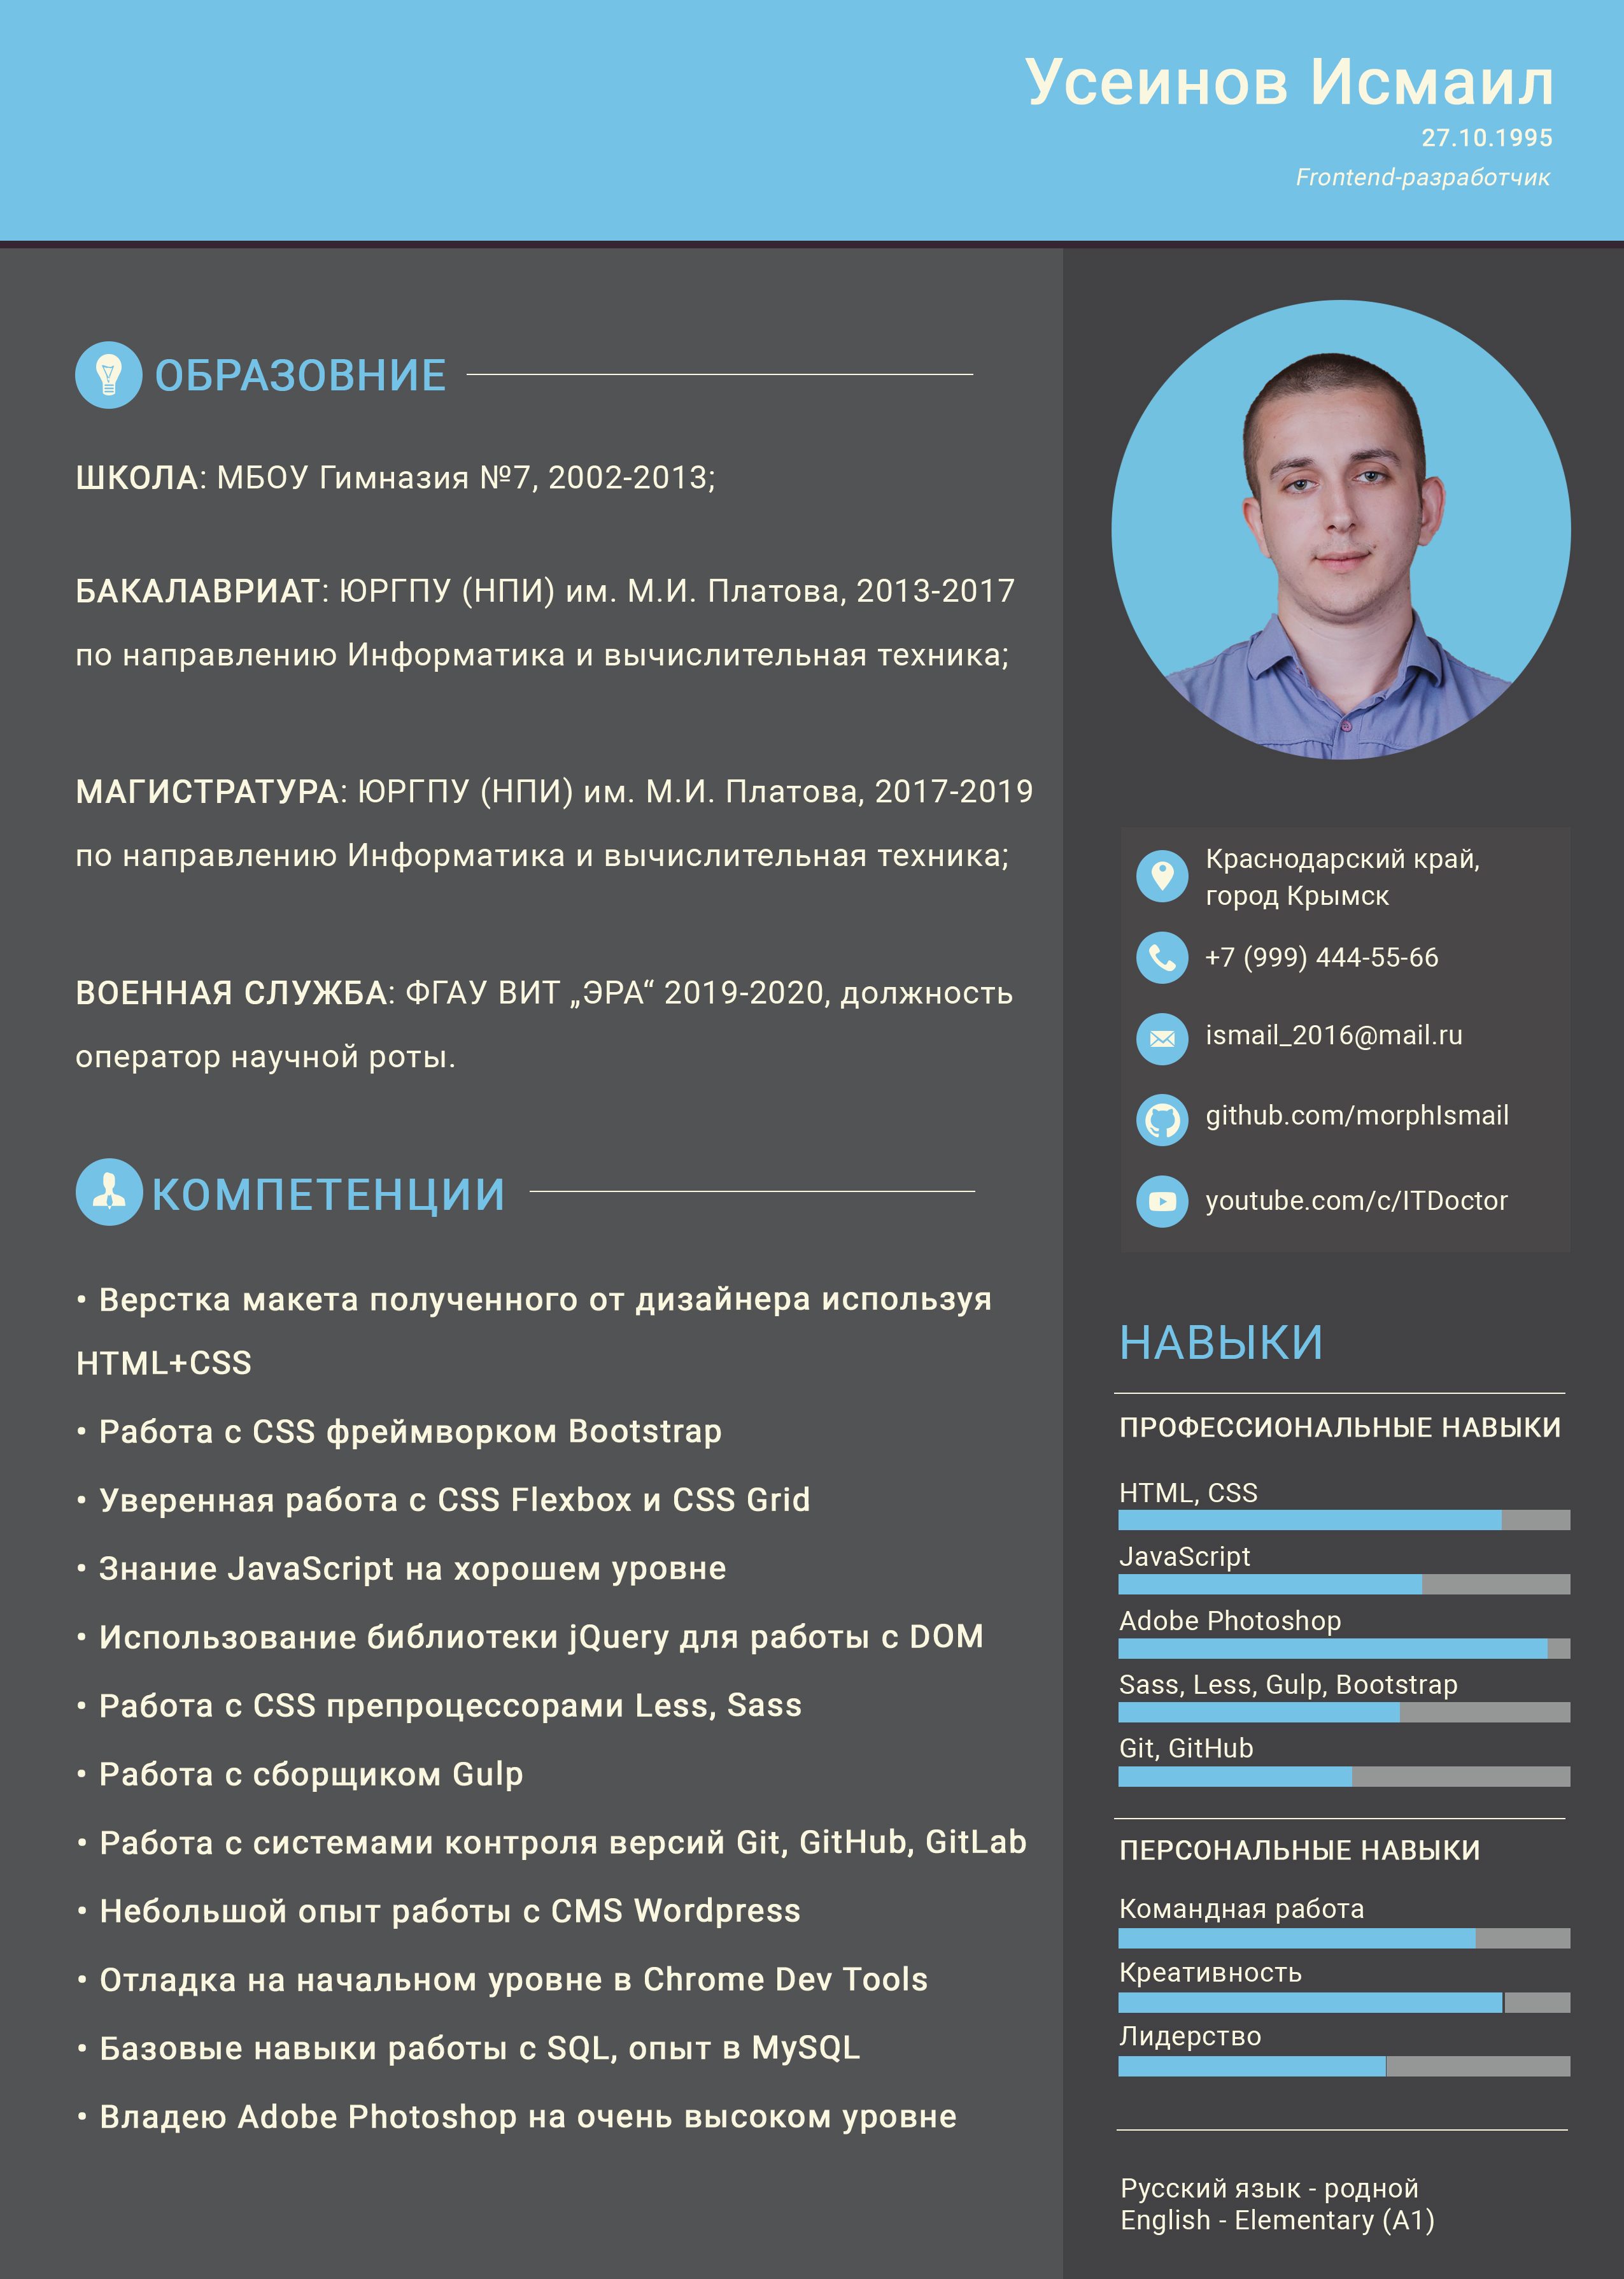 Усеинов Исмаил
27.10.1995
Frontend-разработчик
ОБРАЗОВНИЕ
ШКОЛА: МБОУ Гимназия №7, 2002-2013;
БАКАЛАВРИАТ: ЮРГПУ (НПИ) им. М.И. Платова, 2013-2017
по направлению Информатика и вычислительная техника;
МАГИСТРАТУРА: ЮРГПУ (НПИ) им. М.И. Платова, 2017-2019
по направлению Информатика и вычислительная техника;
ВОЕННАЯ СЛУЖБА: ФГАУ ВИТ „ЭРА“ 2019-2020, должность
оператор научной роты.
КОМПЕТЕНЦИИ
• Верстка макета полученного от дизайнера используя
HTML+CSS
• Работа с CSS фреймворком Bootstrap
• Уверенная работа с CSS Flexbox и CSS Grid
• Знание JavaScript на хорошем уровне
• Использование библиотеки jQuery для работы с DOM
• Работа с CSS препроцессорами Less, Sass
• Работа с сборщиком Gulp
• Работа с системами контроля версий Git, GitHub, GitLab
• Небольшой опыт работы с CMS Wordpress
• Отладка на начальном уровне в Chrome Dev Tools
• Базовые навыки работы с SQL, опыт в MySQL
• Владею Adobe Photoshop на очень высоком уровне
Краснодарский край,
город Крымск
+7 (999) 444-55-66
ismail_2016@mail.ru
github.com/morphIsmail
youtube.com/c/ITDoctor
НАВЫКИ
ПРОФЕССИОНАЛЬНЫЕ НАВЫКИ
HTML, CSS
JavaScript
Adobe Photoshop
Sass, Less, Gulp, Bootstrap
Git, GitHub
ПЕРСОНАЛЬНЫЕ НАВЫКИ
Командная работа
Креативность
Лидерство
Русский язык - родной
English - Elementary (A1)